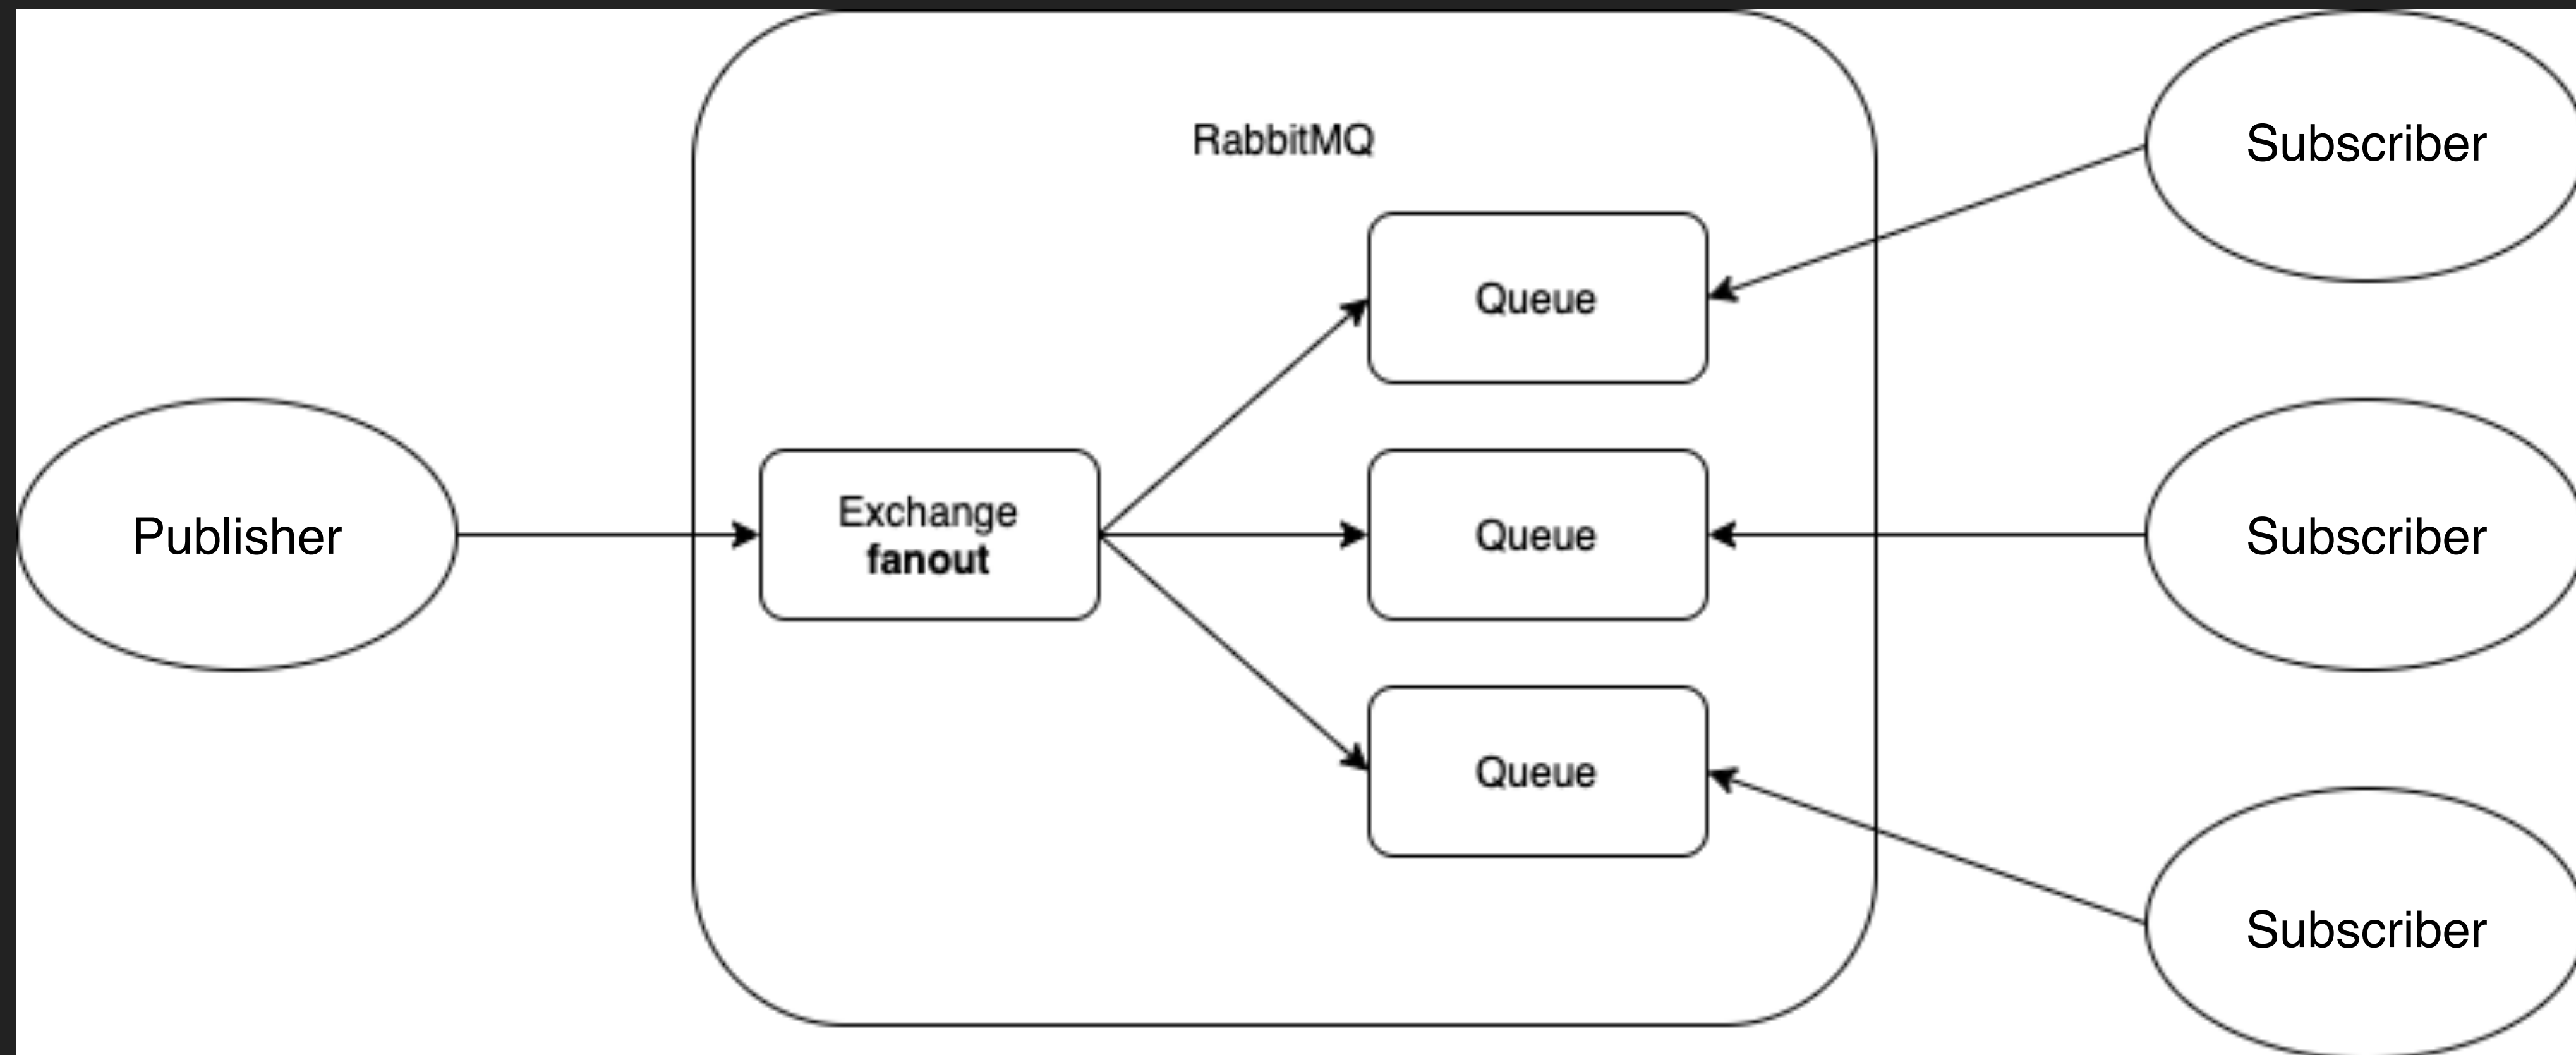 RabbitMQ
Subscriber
Queue
Publisher
Exchange
fanout
Queue
Subscriber
Queue
Subscriber